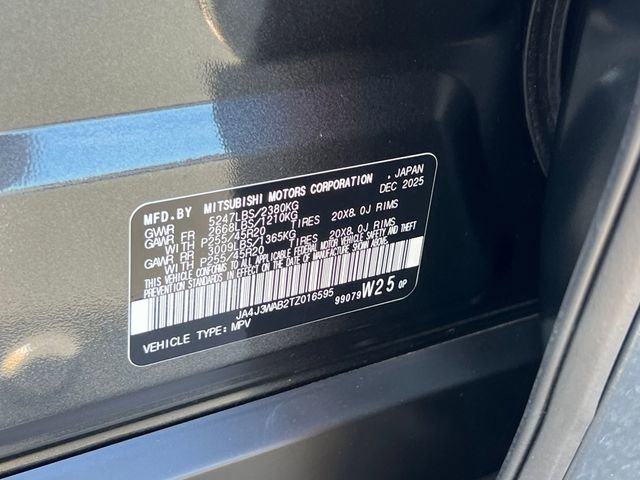 MFD.BY MITSUBISHI MOTORS CORPORATION , JAPAN
GVWR 5247LBS/2380KG DEC 2025
GAWR FR 2668LBS/1210KG
WITH P255/45R20 TIRES 20X8.0J RIMS
GAWR RR 3009LBS/1365KG
WITH P255/45R20 TIRES 20X8.0J RIMS
THIS VEHICLE CONFORMS TO ALL APPLICABLE FEDERAL MOTOR VEHICLE SAFETY AND THEFT
PREVENTION STANDARDS IN EFFECT ON THE DATE OF MANUFACTURE SHOWN ABOVE.
JA4J3WAB2TZ016595 99079 W25 0P
VEHICLE TYPE: MPV